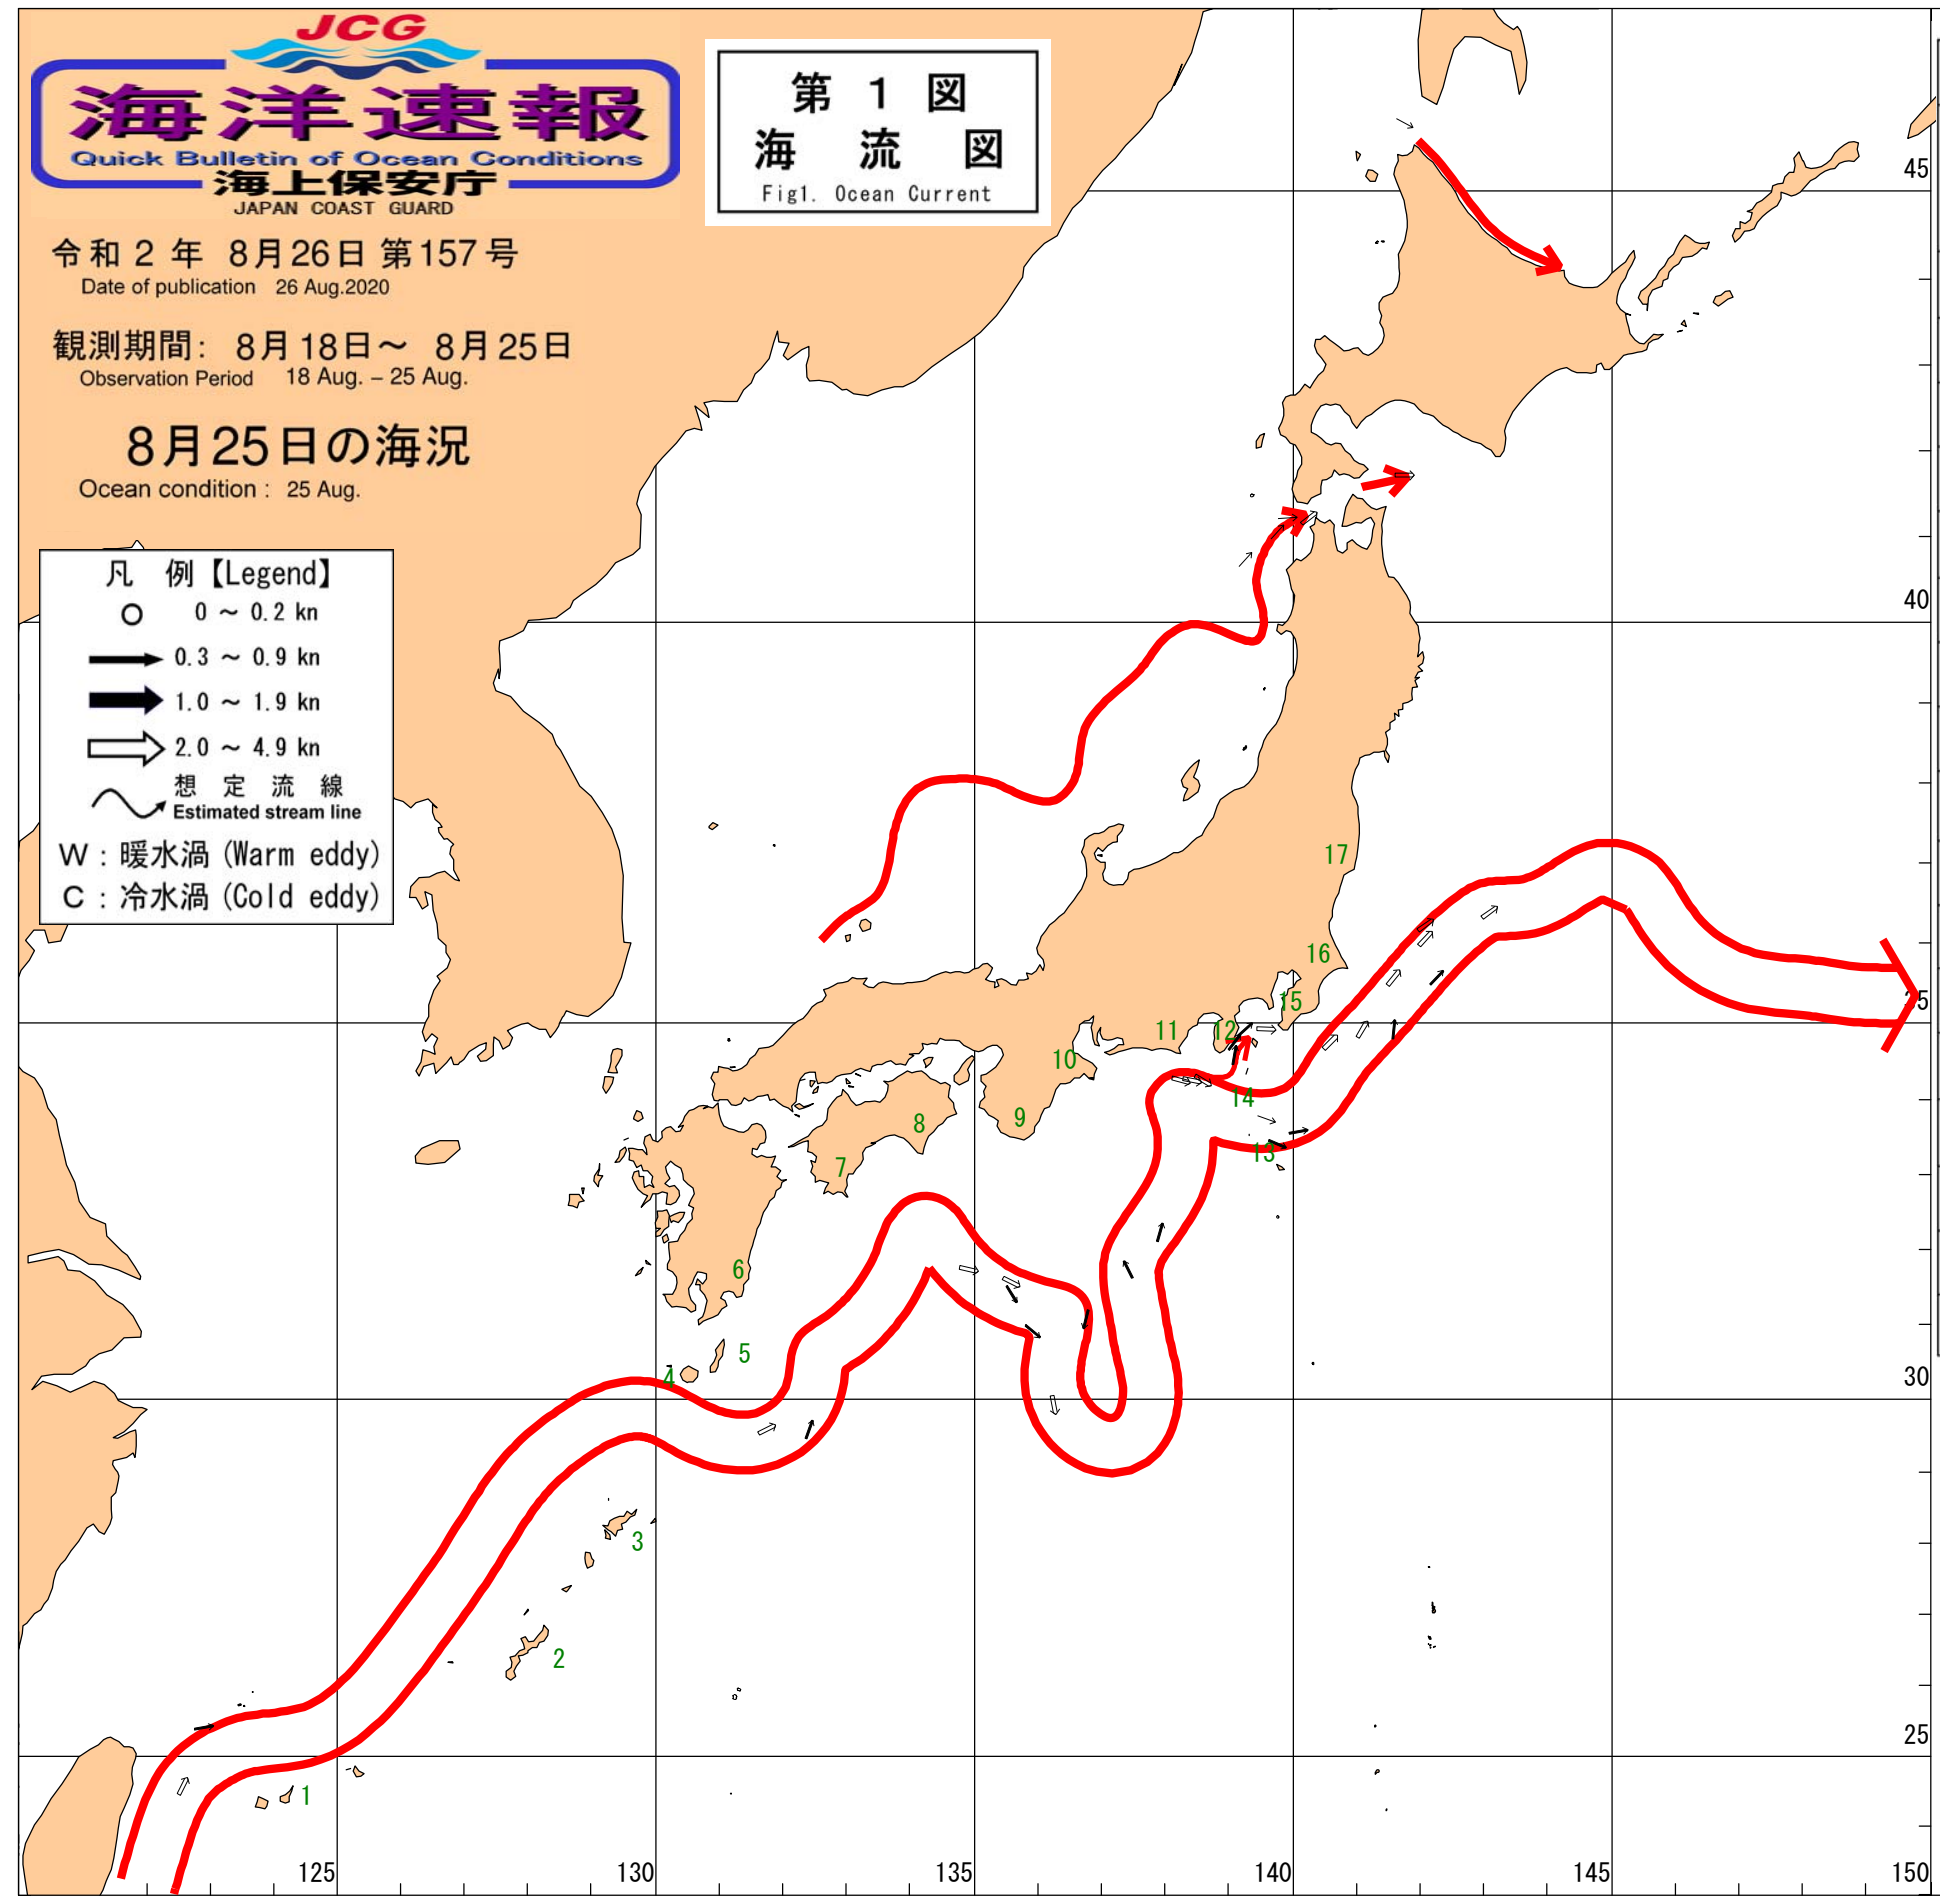 JCG
海洋速報
Quick Bulletin of Ocean Conditions
海上保安庁
JAPAN COAST GUARD
第 1 図
海 流 図
Fig1. Ocean Current
令和 2 年 8月26日 第157号
Date of publication 26 Aug.2020
観測期間: 8月18日～ 8月25日
Observation Period 18 Aug. – 25 Aug.
8月25日の海況
Ocean condition : 25 Aug.
凡 例【Legend】
0 ～ 0.2 kn
0.3 ～ 0.9 kn
1.0 ～ 1.9 kn
2.0 ～ 4.9 kn
想 定 流 線
Estimated stream line
W : 暖水渦 (Warm eddy)
C : 冷水渦 (Cold eddy)
45
40
17
16
35
15
12
11
10
14
9
8
13
7
6
5
4
30
3
2
25
1
125
130
135
140
145
150